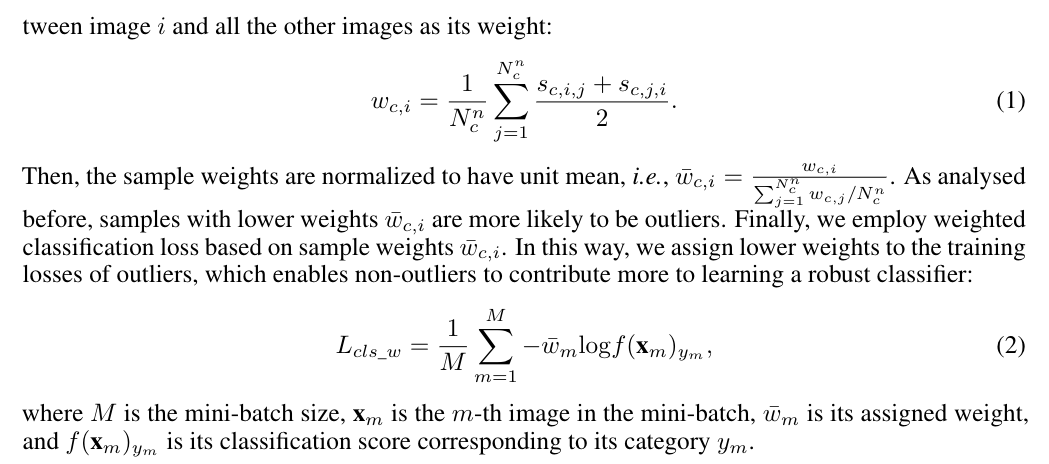 tween image i and all the other images as its weight:
w_{c,i} = \frac{1}{N_c^n} \sum_{j=1}^{N_c^n} \frac{s_{c,i,j} + s_{c,j,i}}{2}. (1)
Then, the sample weights are normalized to have unit mean, i.e., \bar{w}_{c,i} = \frac{w_{c,i}}{\sum_{j=1}^{N_c^n} w_{c,j}/N_c^n}. As analysed
before, samples with lower weights \bar{w}_{c,i} are more likely to be outliers. Finally, we employ weighted
classification loss based on sample weights \bar{w}_{c,i}. In this way, we assign lower weights to the training
losses of outliers, which enables non-outliers to contribute more to learning a robust classifier:
L_{cls\_w} = \frac{1}{M} \sum_{m=1}^{M} -\bar{w}_m \log f(\mathbf{x}_m)_{y_m}, (2)
where M is the mini-batch size, \mathbf{x}_m is the m-th image in the mini-batch, \bar{w}_m is its assigned weight,
and f(\mathbf{x}_m)_{y_m} is its classification score corresponding to its category y_m.